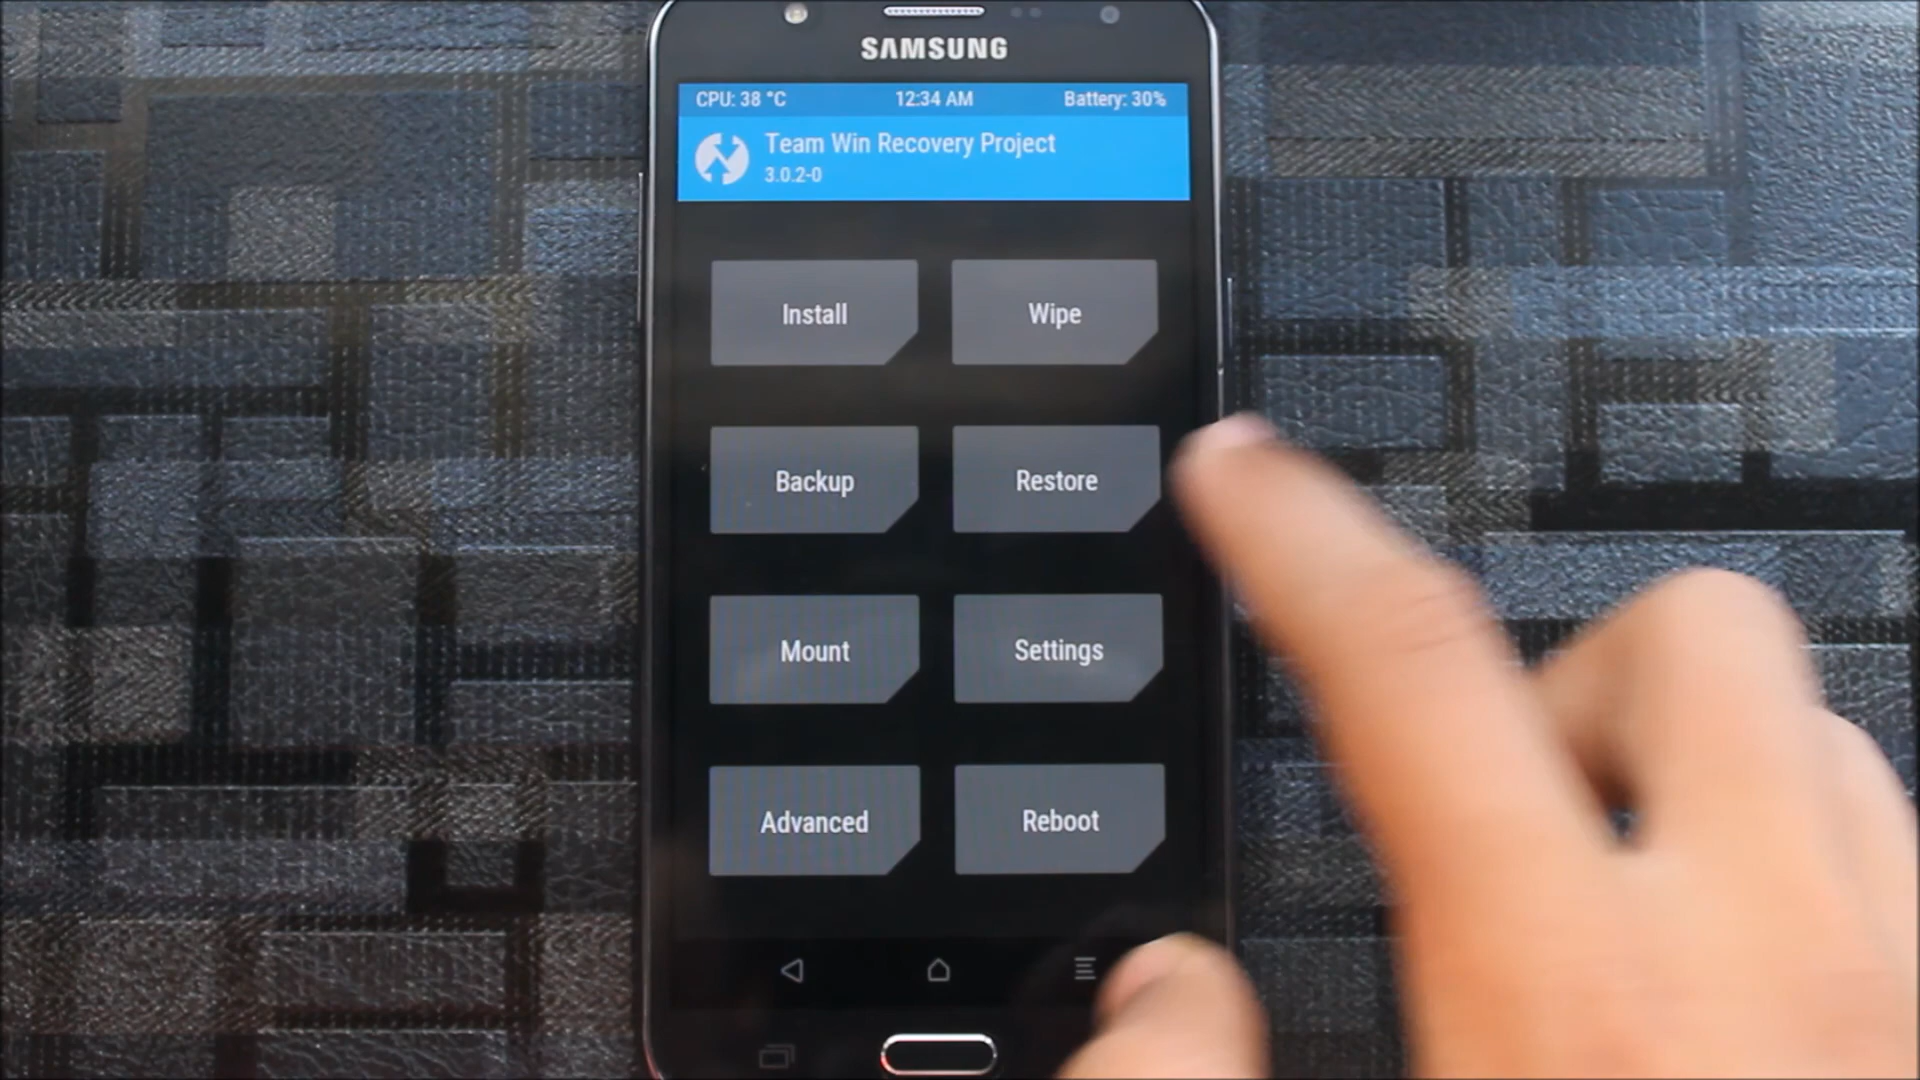 SAMSUNG
CPU: 38 °C 12:34 AM Battery: 30%
Team Win Recovery Project
3.0.2-0
Install Wipe
Backup Restore
Mount Settings
Advanced Reboot